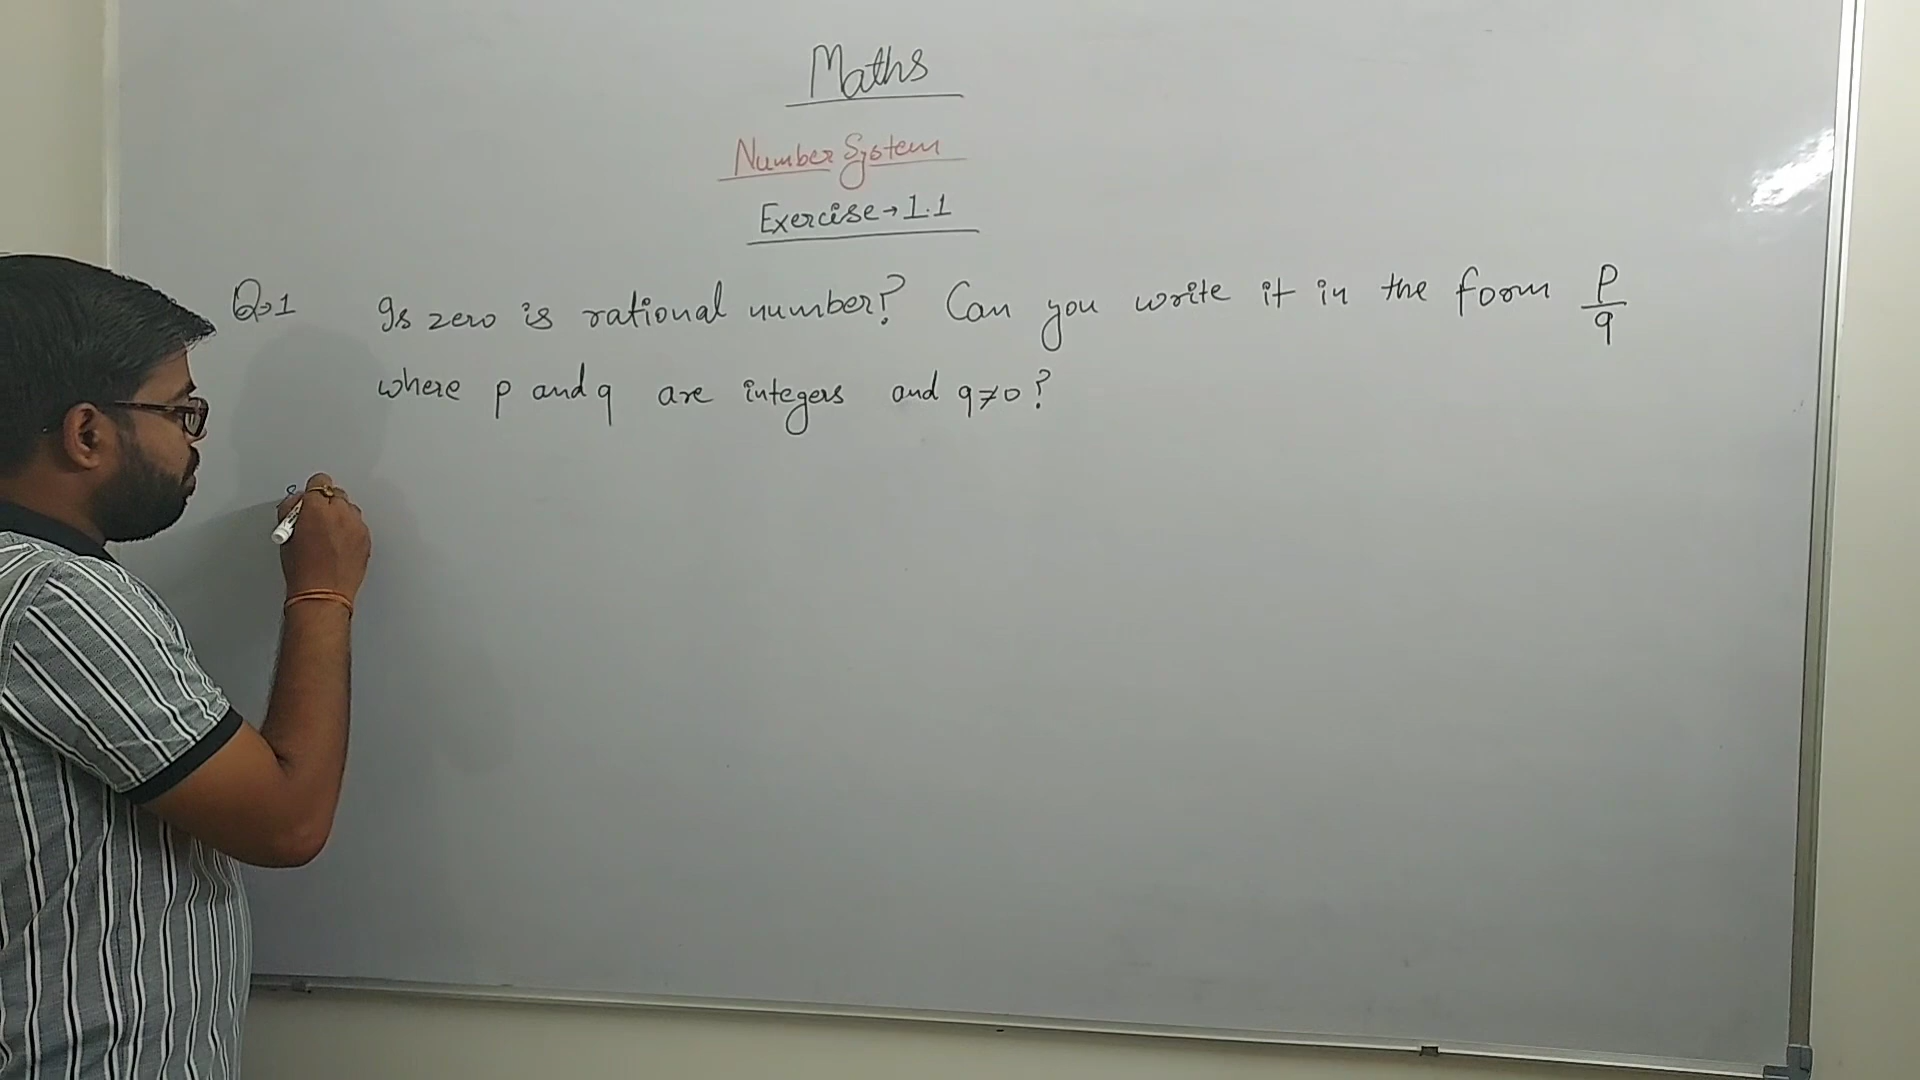 Maths
Number System
Exercise → 1.1
Q→1 Is zero is rational number? Can you write it in the form p/q
where p and q are integers and q≠0?